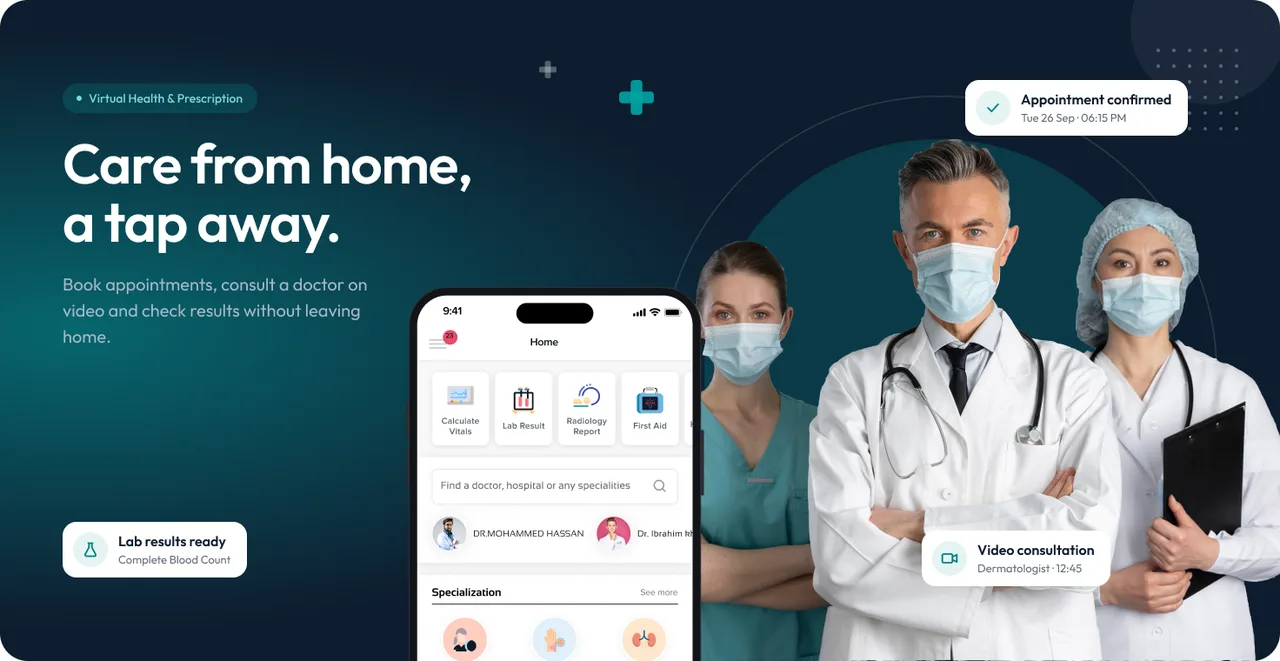 Virtual Health & Prescription
Care from home,
a tap away.
Book appointments, consult a doctor on
video and check results without leaving
home.
Lab results ready
Complete Blood Count
9:41
23
Home
Calculate
Vitals
Lab Result
Radiology
Report
First Aid
Find a doctor, hospital or any specialities
DR.MOHAMMED HASSAN
Dr. Ibrahim
Specialization
See more
Appointment confirmed
Tue 26 Sep · 06:15 PM
Video consultation
Dermatologist · 12:45